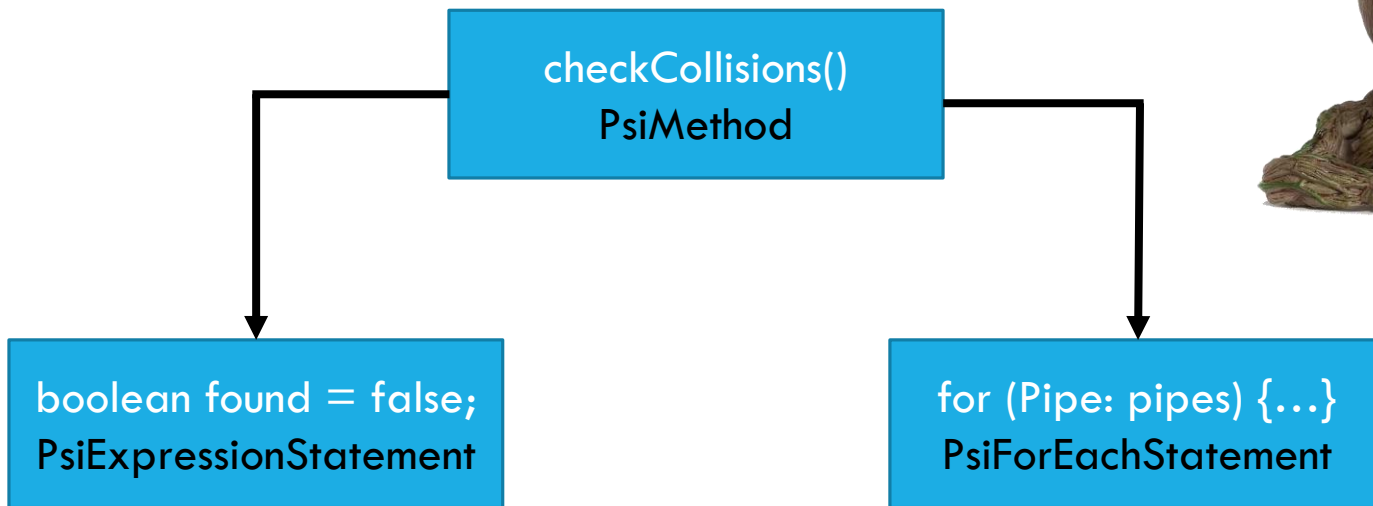 checkCollisions()
PsiMethod
boolean found = false;
PsiExpressionStatement
for (Pipe: pipes) {...}
PsiForEachStatement